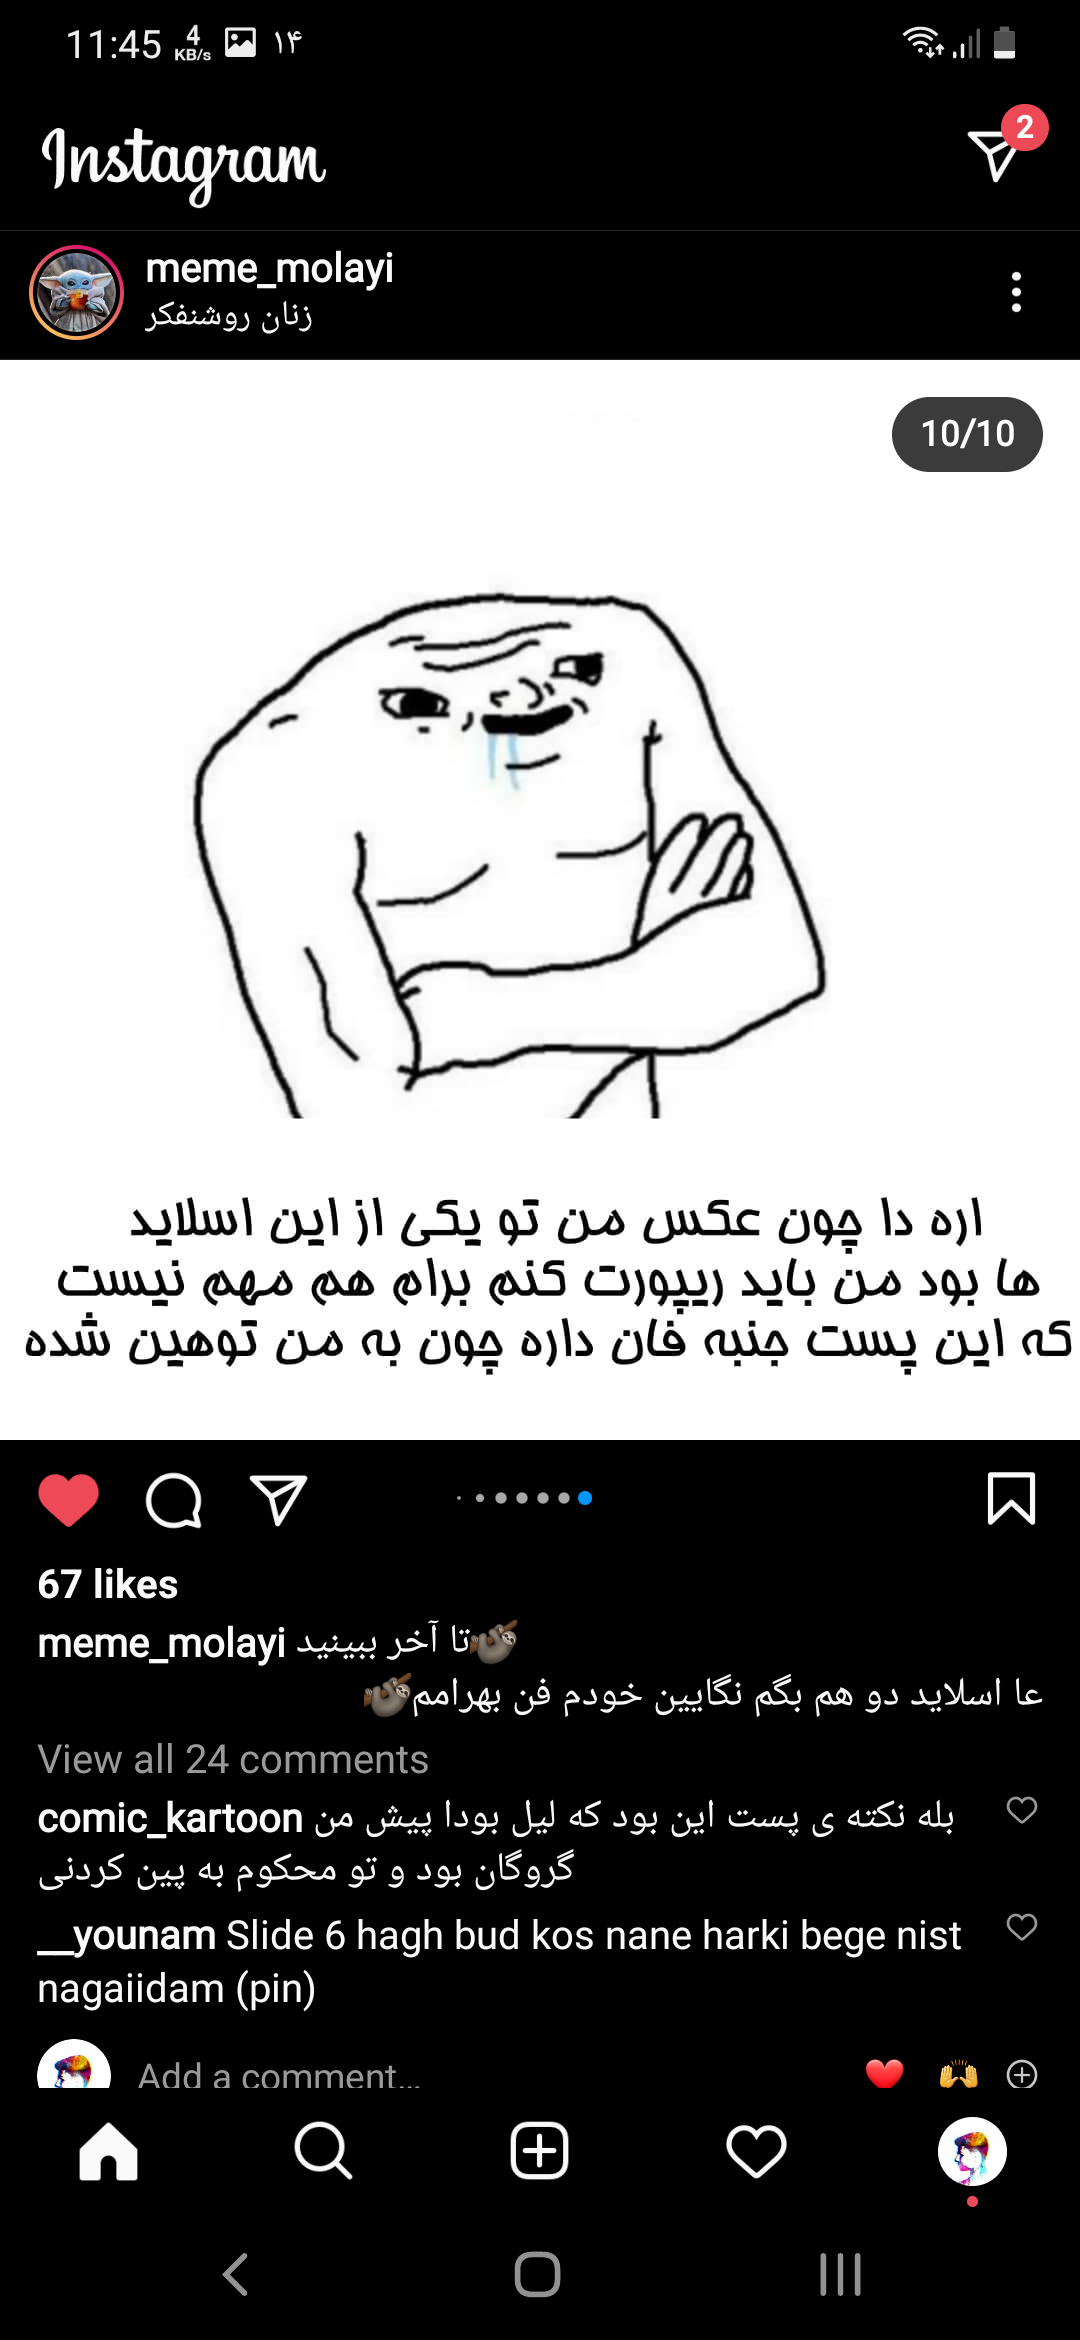 11:45 4 KB/s ۱۴
Instagram
2
meme_molayi
زنان روشنفکر
10/10
اره دا چون عکس من تو یکی از این اسلاید
ها بود من باید ریپورت کنم برام هم مهم نیست
که این پست جنبه فان داره چون به من توهین شده
67 likes
meme_molayi تا آخر ببینید🦥
عا اسلاید دو هم بگم نگایین خودم فن بهرامم🦥
View all 24 comments
comic_kartoon بله نکته ی پست این بود که لیل بودا پیش من
گروگان بود و تو محکوم به پین کردنی
__younam Slide 6 hagh bud kos nane harki bege nist
nagaiidam (pin)
Add a comment...